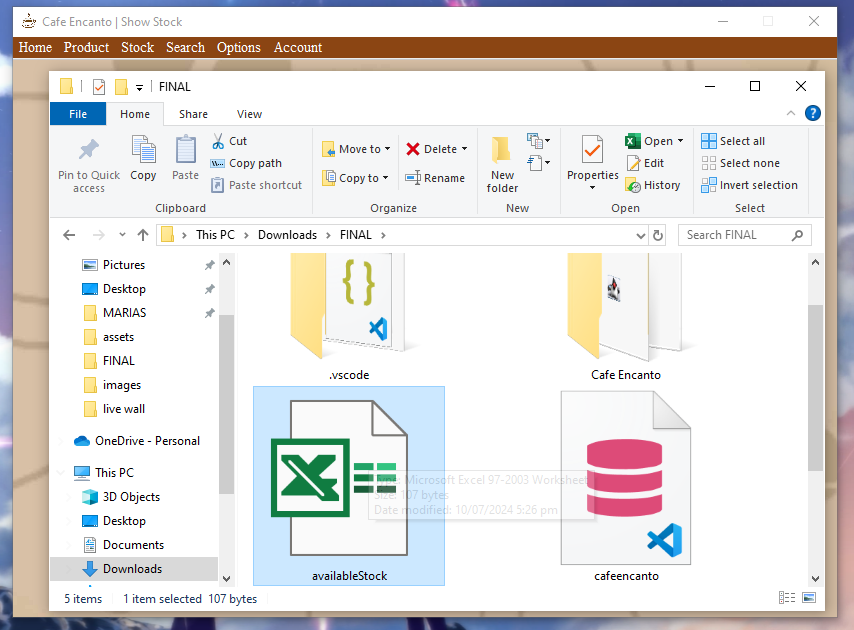 Cafe Encanto | Show Stock
Home Product Stock Search Options Account
FINAL
File Home Share View
Pin to Quick access
Copy
Paste
Cut
Copy path
Paste shortcut
Clipboard
Move to
Copy to
Delete
Rename
Organize
New folder
New
Properties
Open
Edit
History
Open
Select all
Select none
Invert selection
Select
This PC > Downloads > FINAL >
Search FINAL
Pictures
Desktop
MARIAS
assets
FINAL
images
live wall
OneDrive - Personal
This PC
3D Objects
Desktop
Documents
Downloads
.vscode
Cafe Encanto
Type: Microsoft Excel 97-2003 Worksheet
Size: 107 bytes
Date modified: 10/07/2024 5:26 pm
availableStock
cafeencanto
5 items 1 item selected 107 bytes